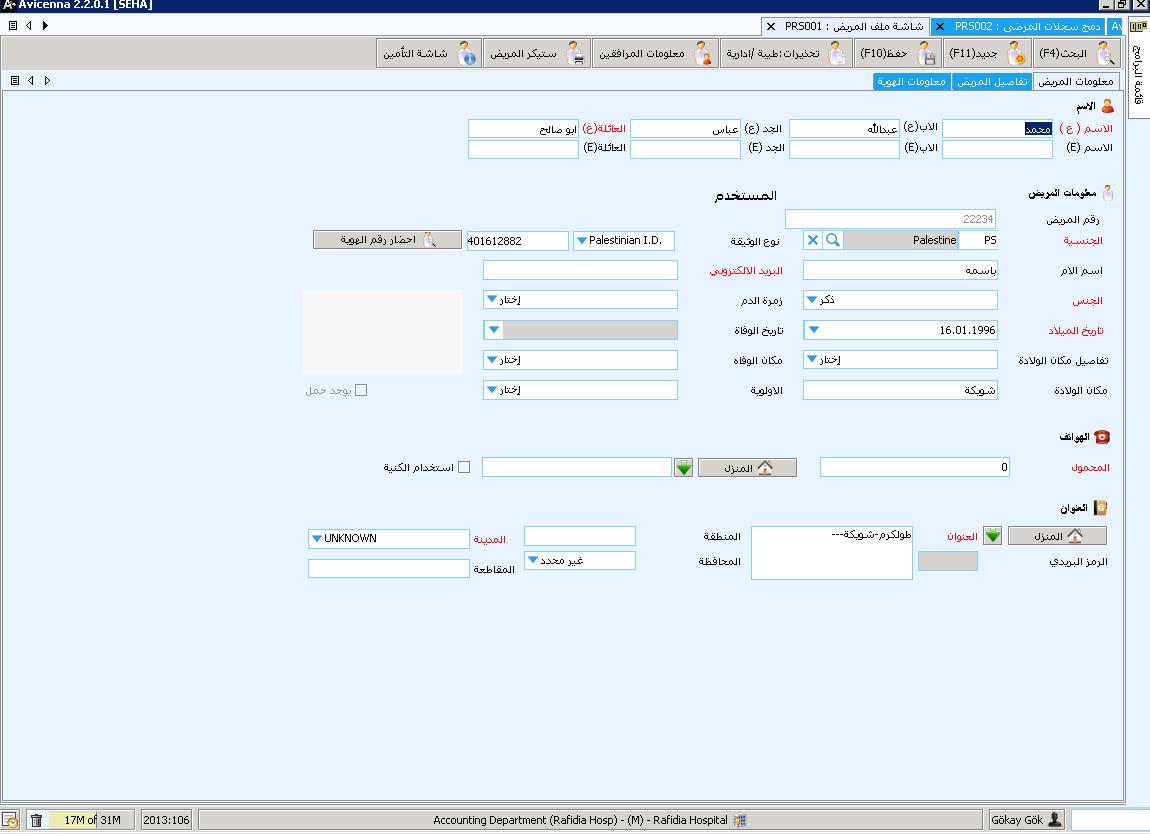 Avicenna 2.2.0.1 [SEHA]
شاشة ملف المريض : PRS001
دمج سجلات المرضى : PRS002
Av
قائمة البرامج
البحث(F4)
جديد(F11)
حفظ(F10)
تحذيرات:طبية /ادارية
معلومات المرافقين
ستيكر المريض
شاشة التأمين
معلومات المريض
تفاصيل المريض
معلومات الهوية
الاسم
الاسم ( ع ) محمد الاب(ع) عبدالله الجد (ع) عباس العائلة(ع) ابو صالح
الاسم (E) الاب(E) الجد (E) العائلة(E)
معلومات المريض
المستخدم
رقم المريض 22234
الجنسية PS Palestine نوع الوثيقة Palestinian I.D. 401612882 احضار رقم الهوية
اسم الام باسمه البريد الالكتروني
الجنس ذكر زمرة الدم إختار
تاريخ الميلاد 16.01.1996 تاريخ الوفاة
تفاصيل مكان الولادة إختار مكان الوفاه إختار
مكان الولادة شويكة الاولوية إختار يوجد حمل
الهواتف
المحمول 0 المنزل استخدام الكنية
العنوان
المنزل العنوان طولكرم-شويكة--- المنطقة المدينة UNKNOWN
الرمز البريدي المحافظة غير محدد المقاطعة
17M of 31M 2013:106 Accounting Department (Rafidia Hosp) - (M) - Rafidia Hospital Gökay Gök